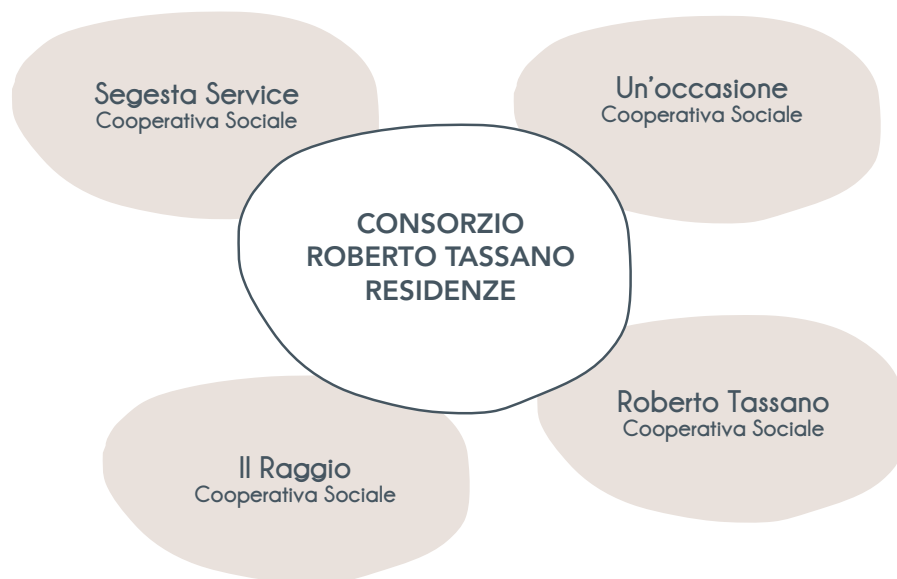 Segesta Service
Cooperativa Sociale
Un'occasione
Cooperativa Sociale
CONSORZIO
ROBERTO TASSANO
RESIDENZE
Roberto Tassano
Cooperativa Sociale
Il Raggio
Cooperativa Sociale